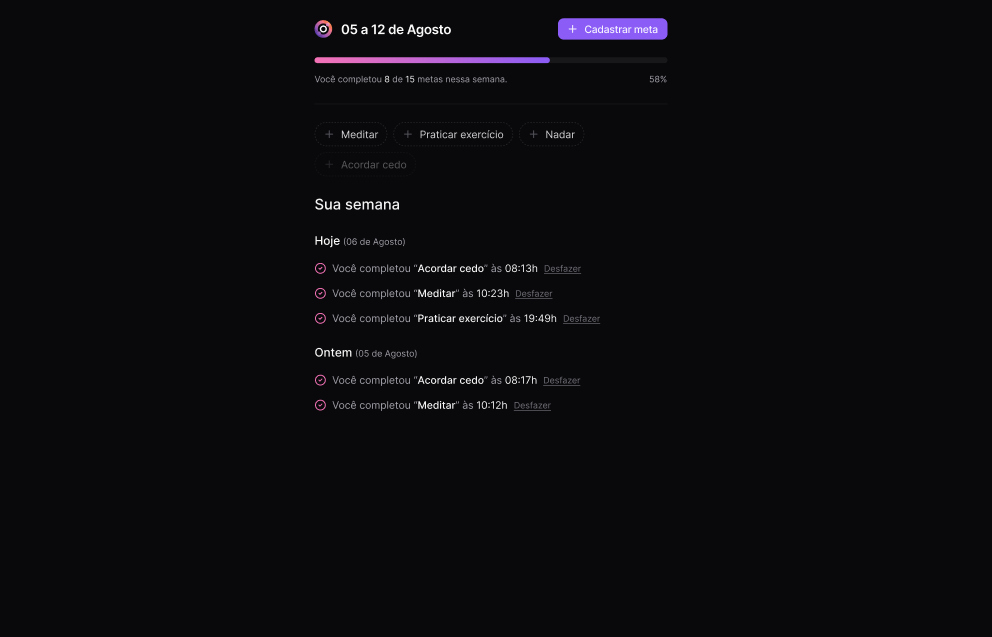 05 a 12 de Agosto
+ Cadastrar meta
Você completou 8 de 15 metas nessa semana.
58%
+ Meditar
+ Praticar exercício
+ Nadar
+ Acordar cedo
Sua semana
Hoje (06 de Agosto)
Você completou “Acordar cedo” às 08:13h Desfazer
Você completou “Meditar” às 10:23h Desfazer
Você completou “Praticar exercício” às 19:49h Desfazer
Ontem (05 de Agosto)
Você completou “Acordar cedo” às 08:17h Desfazer
Você completou “Meditar” às 10:12h Desfazer